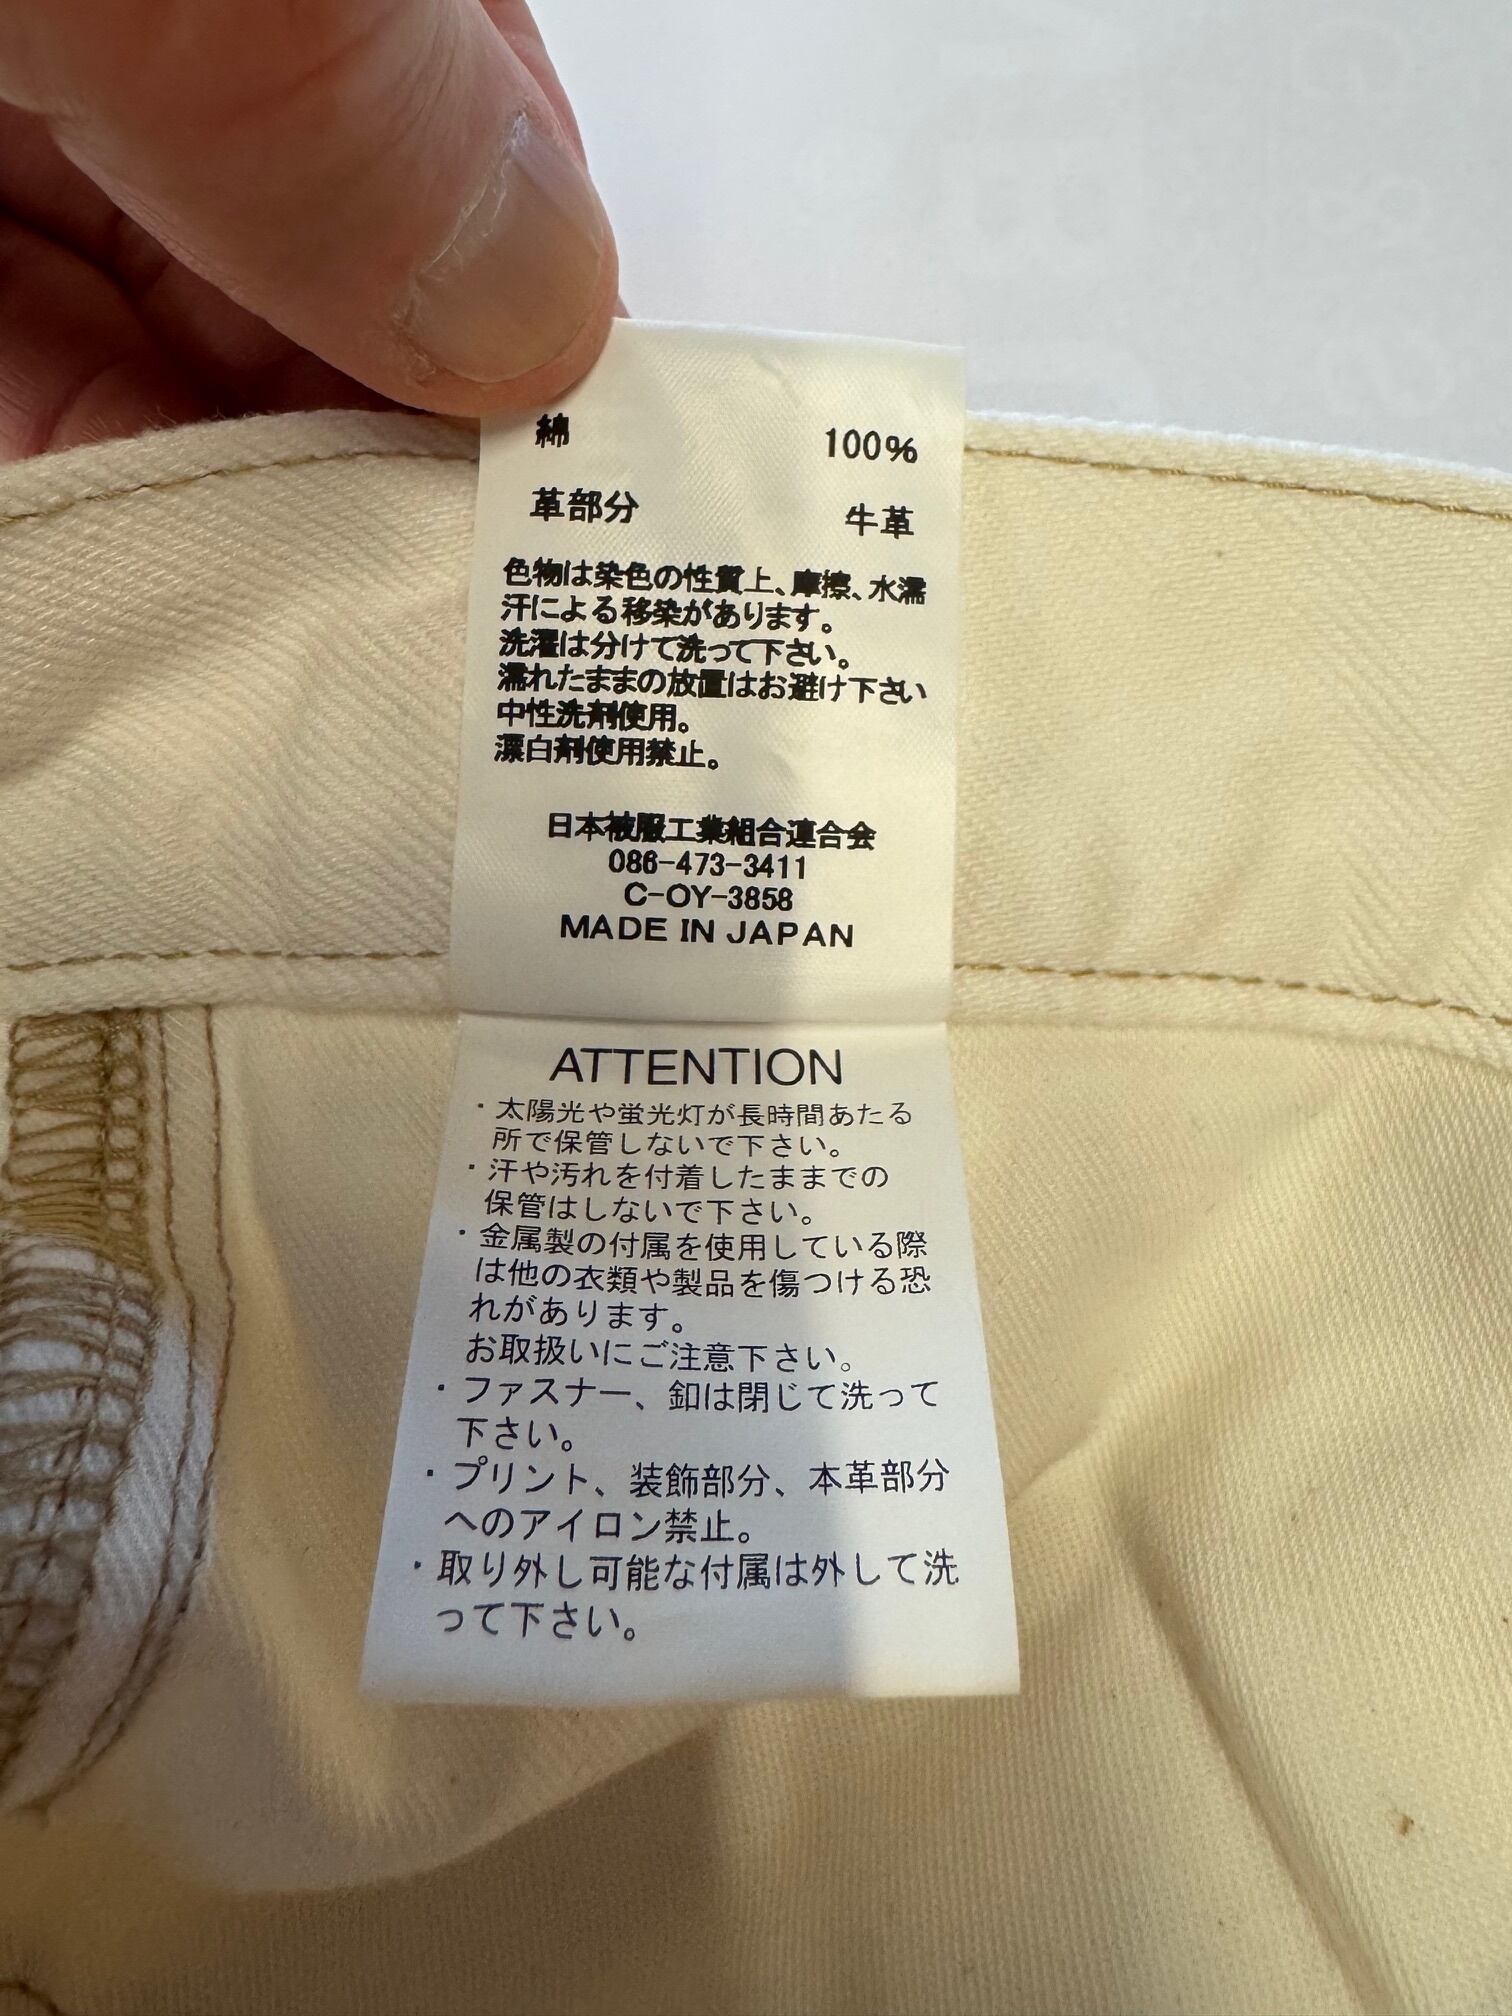 綿 100%
革部分 牛革
色物は染色の性質上、摩擦、水濡
汗による移染があります。
洗濯は分けて洗って下さい。
濡れたままの放置はお避け下さい
中性洗剤使用。
漂白剤使用禁止。
日本被服工業組合連合会
086-473-3411
C-OY-3858
MADE IN JAPAN
ATTENTION
・太陽光や蛍光灯が長時間あたる
所で保管しないで下さい。
・汗や汚れを付着したままでの
保管はしないで下さい。
・金属製の付属を使用している際
は他の衣類や製品を傷つける恐
れがあります。
お取扱いにご注意下さい。
・ファスナー、釦は閉じて洗って
下さい。
・プリント、装飾部分、本革部分
へのアイロン禁止。
・取り外し可能な付属は外して洗
って下さい。